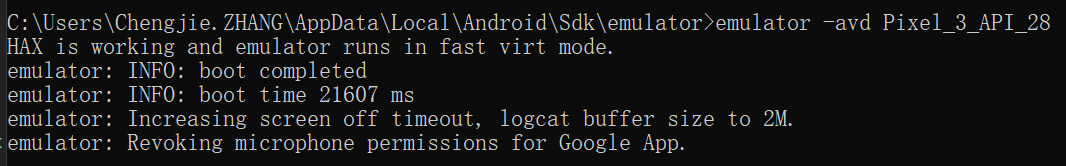 C:\Users\Chengjie.ZHANG\AppData\Local\Android\Sdk\emulator>emulator -avd Pixel_3_API_28
HAX is working and emulator runs in fast virt mode.
emulator: INFO: boot completed
emulator: INFO: boot time 21607 ms
emulator: Increasing screen off timeout, logcat buffer size to 2M.
emulator: Revoking microphone permissions for Google App.